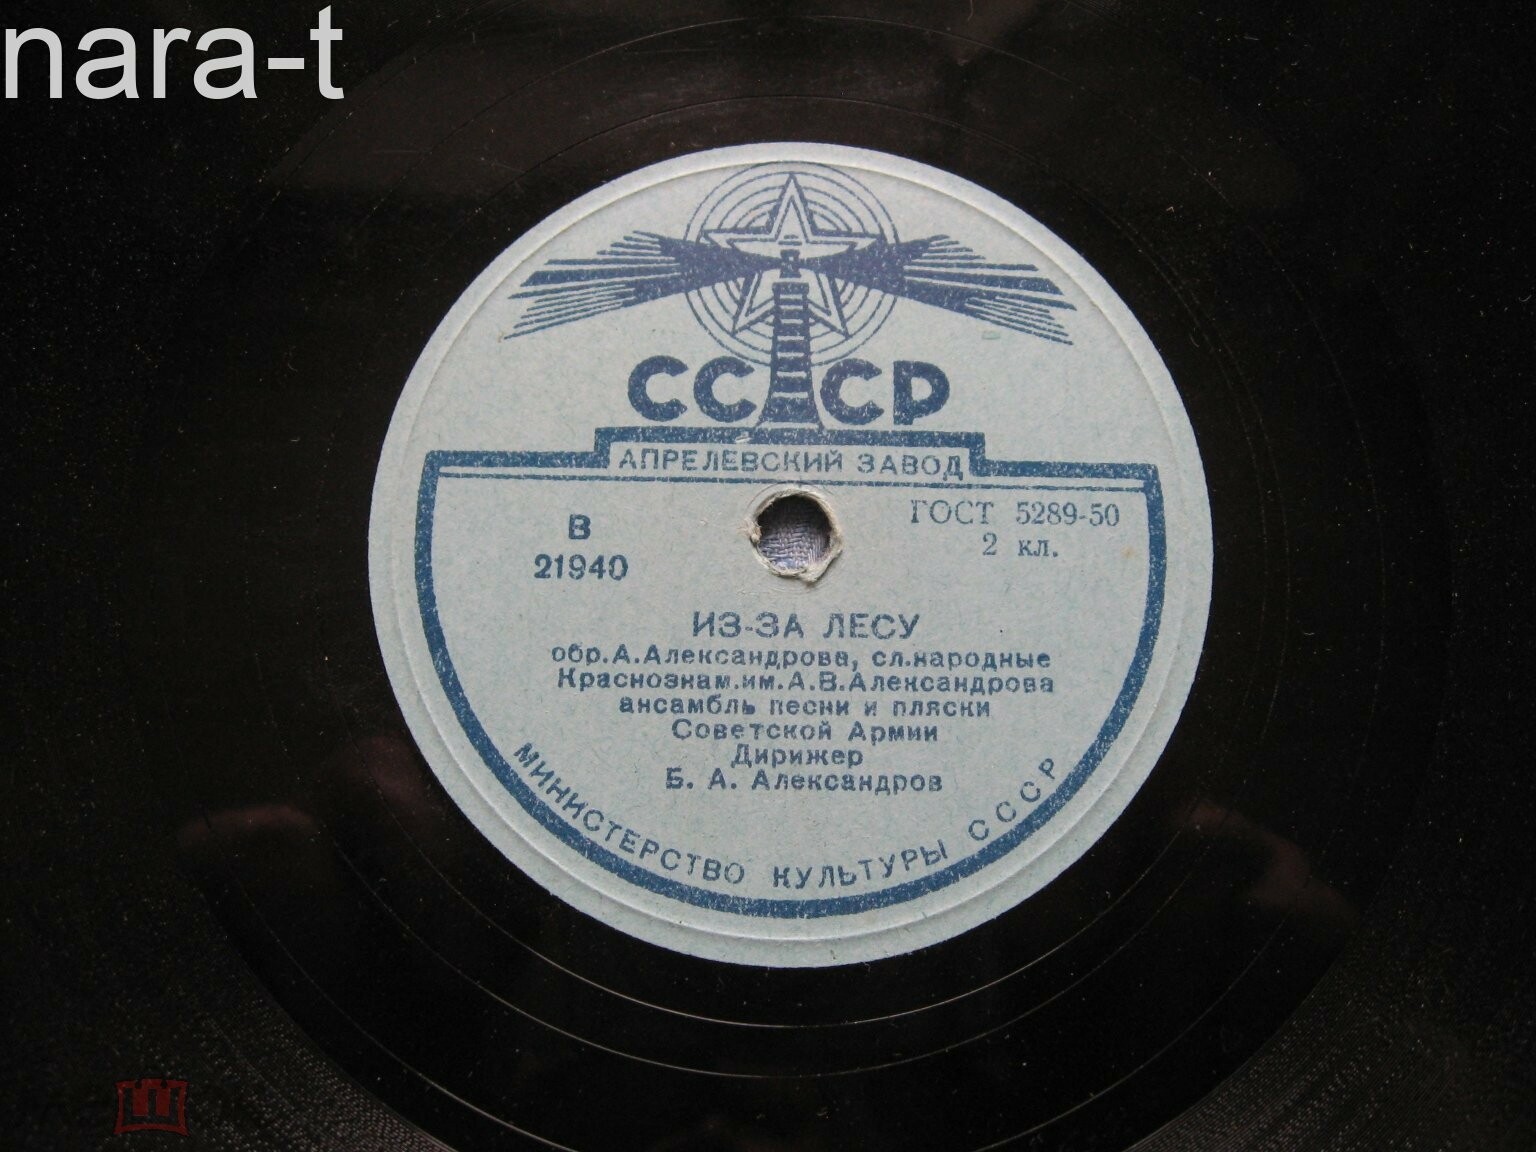 nara-t
СССР
АПРЕЛЕВСКИЙ ЗАВОД
В
21940
ГОСТ 5289-50
2 кл.
ИЗ-ЗА ЛЕСУ
обр.А.Александрова, сл.народные
Краснознам.им.А.В.Александрова
ансамбль песни и пляски
Советской Армии
Дирижер
Б. А. Александров
МИНИСТЕРСТВО КУЛЬТУРЫ СССР